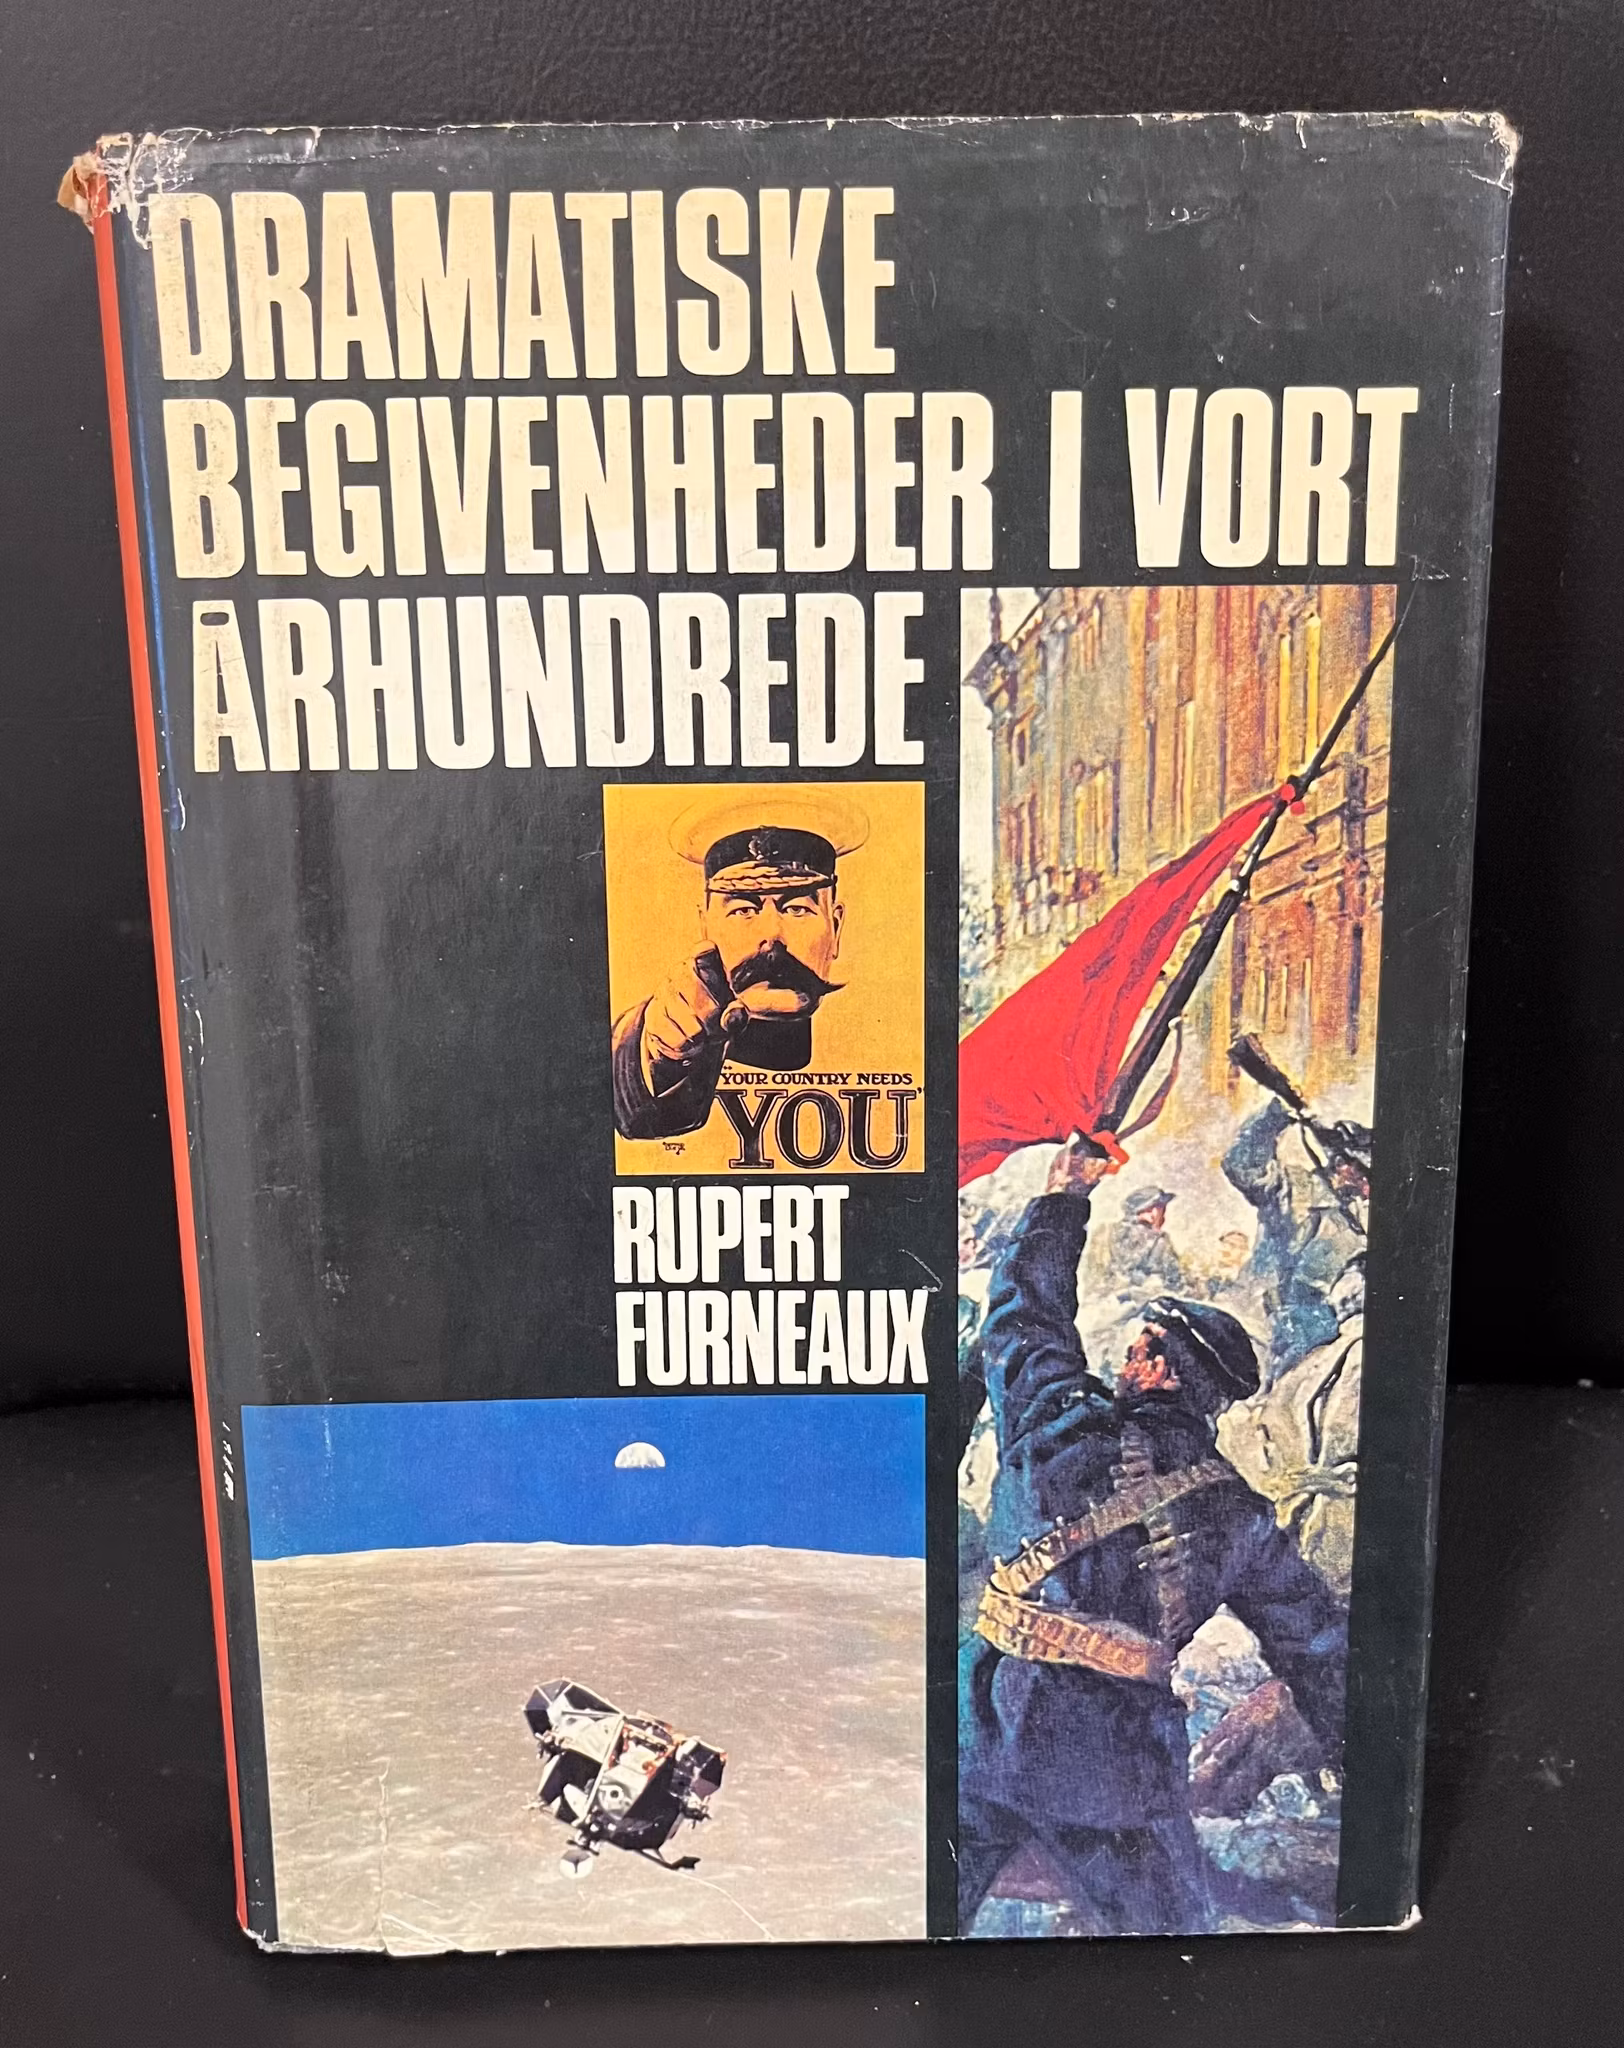 DRAMATISKE
BEGIVENHEDER I VORT
ÅRHUNDREDE
"YOUR COUNTRY NEEDS
YOU"
RUPERT
FURNEAUX